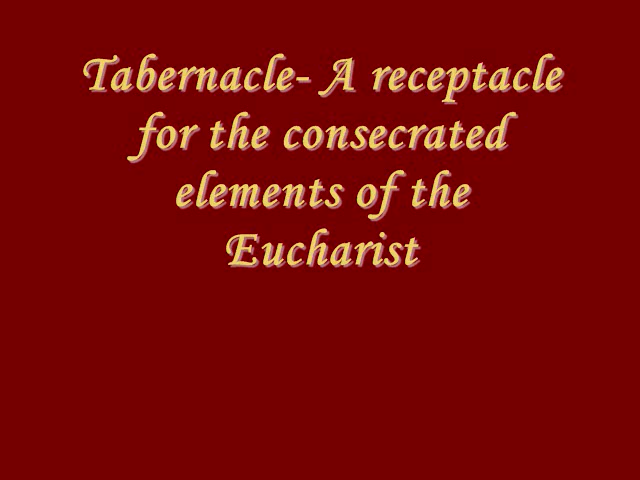 Tabernacle- A receptacle
for the consecrated
elements of the
Eucharist